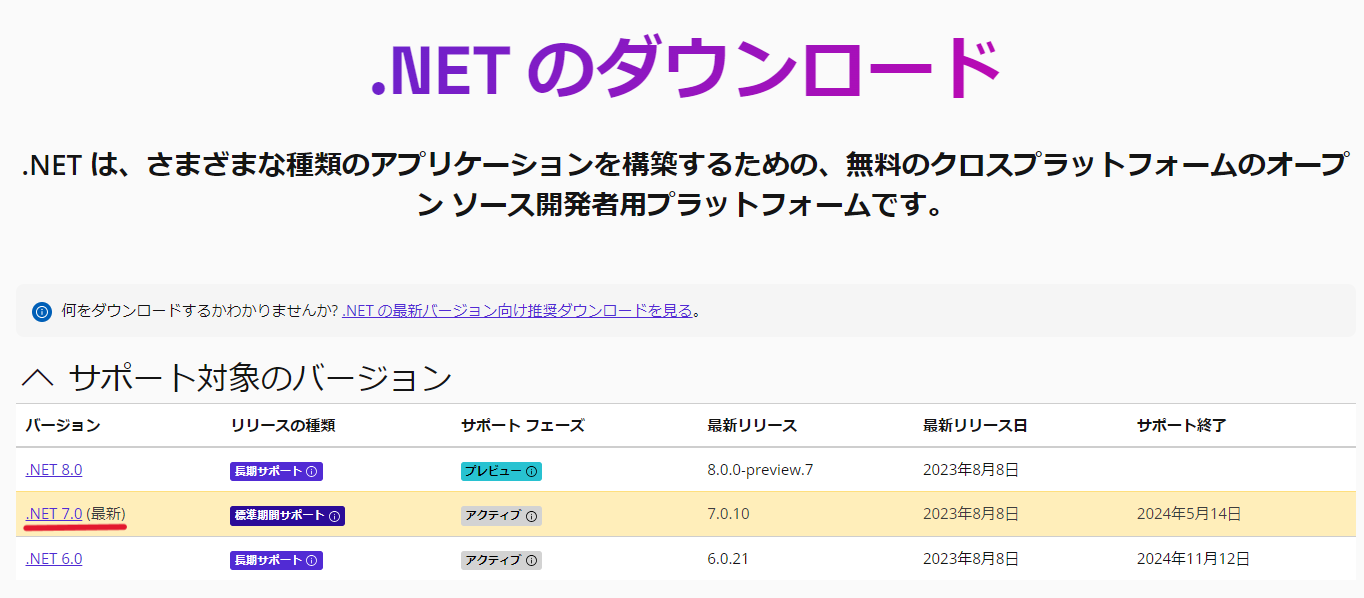 .NET のダウンロード
.NET は、さまざまな種類のアプリケーションを構築するための、無料のクロスプラットフォームのオープ
ン ソース開発者用プラットフォームです。
何をダウンロードするかわかりませんか? .NET の最新バージョン向け推奨ダウンロードを見る。
サポート対象のバージョン
バージョン リリースの種類 サポート フェーズ 最新リリース 最新リリース日 サポート終了
.NET 8.0 長期サポート プレビュー 8.0.0-preview.7 2023年8月8日
.NET 7.0 (最新) 標準期間サポート アクティブ 7.0.10 2023年8月8日 2024年5月14日
.NET 6.0 長期サポート アクティブ 6.0.21 2023年8月8日 2024年11月12日